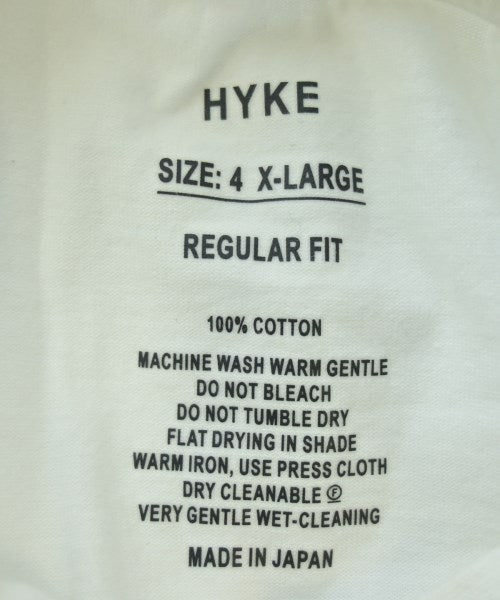 HYKE
SIZE: 4 X-LARGE
REGULAR FIT
100% COTTON
MACHINE WASH WARM GENTLE
DO NOT BLEACH
DO NOT TUMBLE DRY
FLAT DRYING IN SHADE
WARM IRON, USE PRESS CLOTH
DRY CLEANABLE Ⓕ
VERY GENTLE WET-CLEANING
MADE IN JAPAN